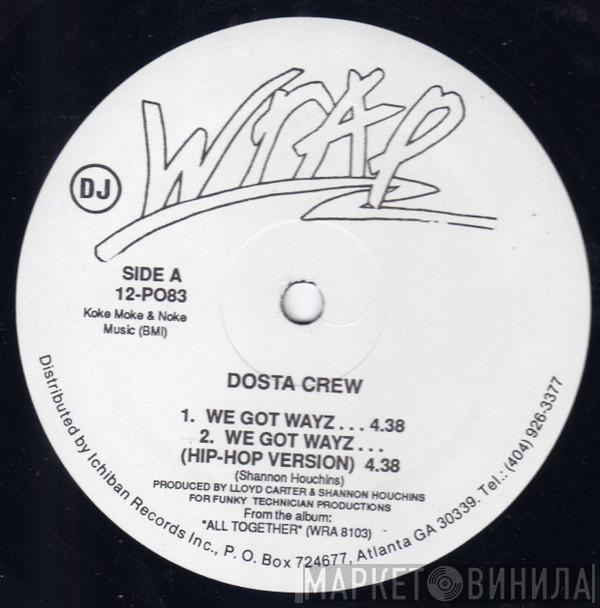 Wrap
DJ
SIDE A
12-PO83
Koke Moke & Noke
Music (BMI)
DOSTA CREW
1. WE GOT WAYZ . . . 4.38
2. WE GOT WAYZ . . .
(HIP-HOP VERSION) 4.38
(Shannon Houchins)
PRODUCED BY LLOYD CARTER & SHANNON HOUCHINS
FOR FUNKY TECHNICIAN PRODUCTIONS
From the album:
"ALL TOGETHER" (WRA 8103)
Distributed by Ichiban Records Inc., P. O. Box 724677, Atlanta GA 30339. Tel.: (404) 926-3377
МАРКЕТ ВИНИЛА